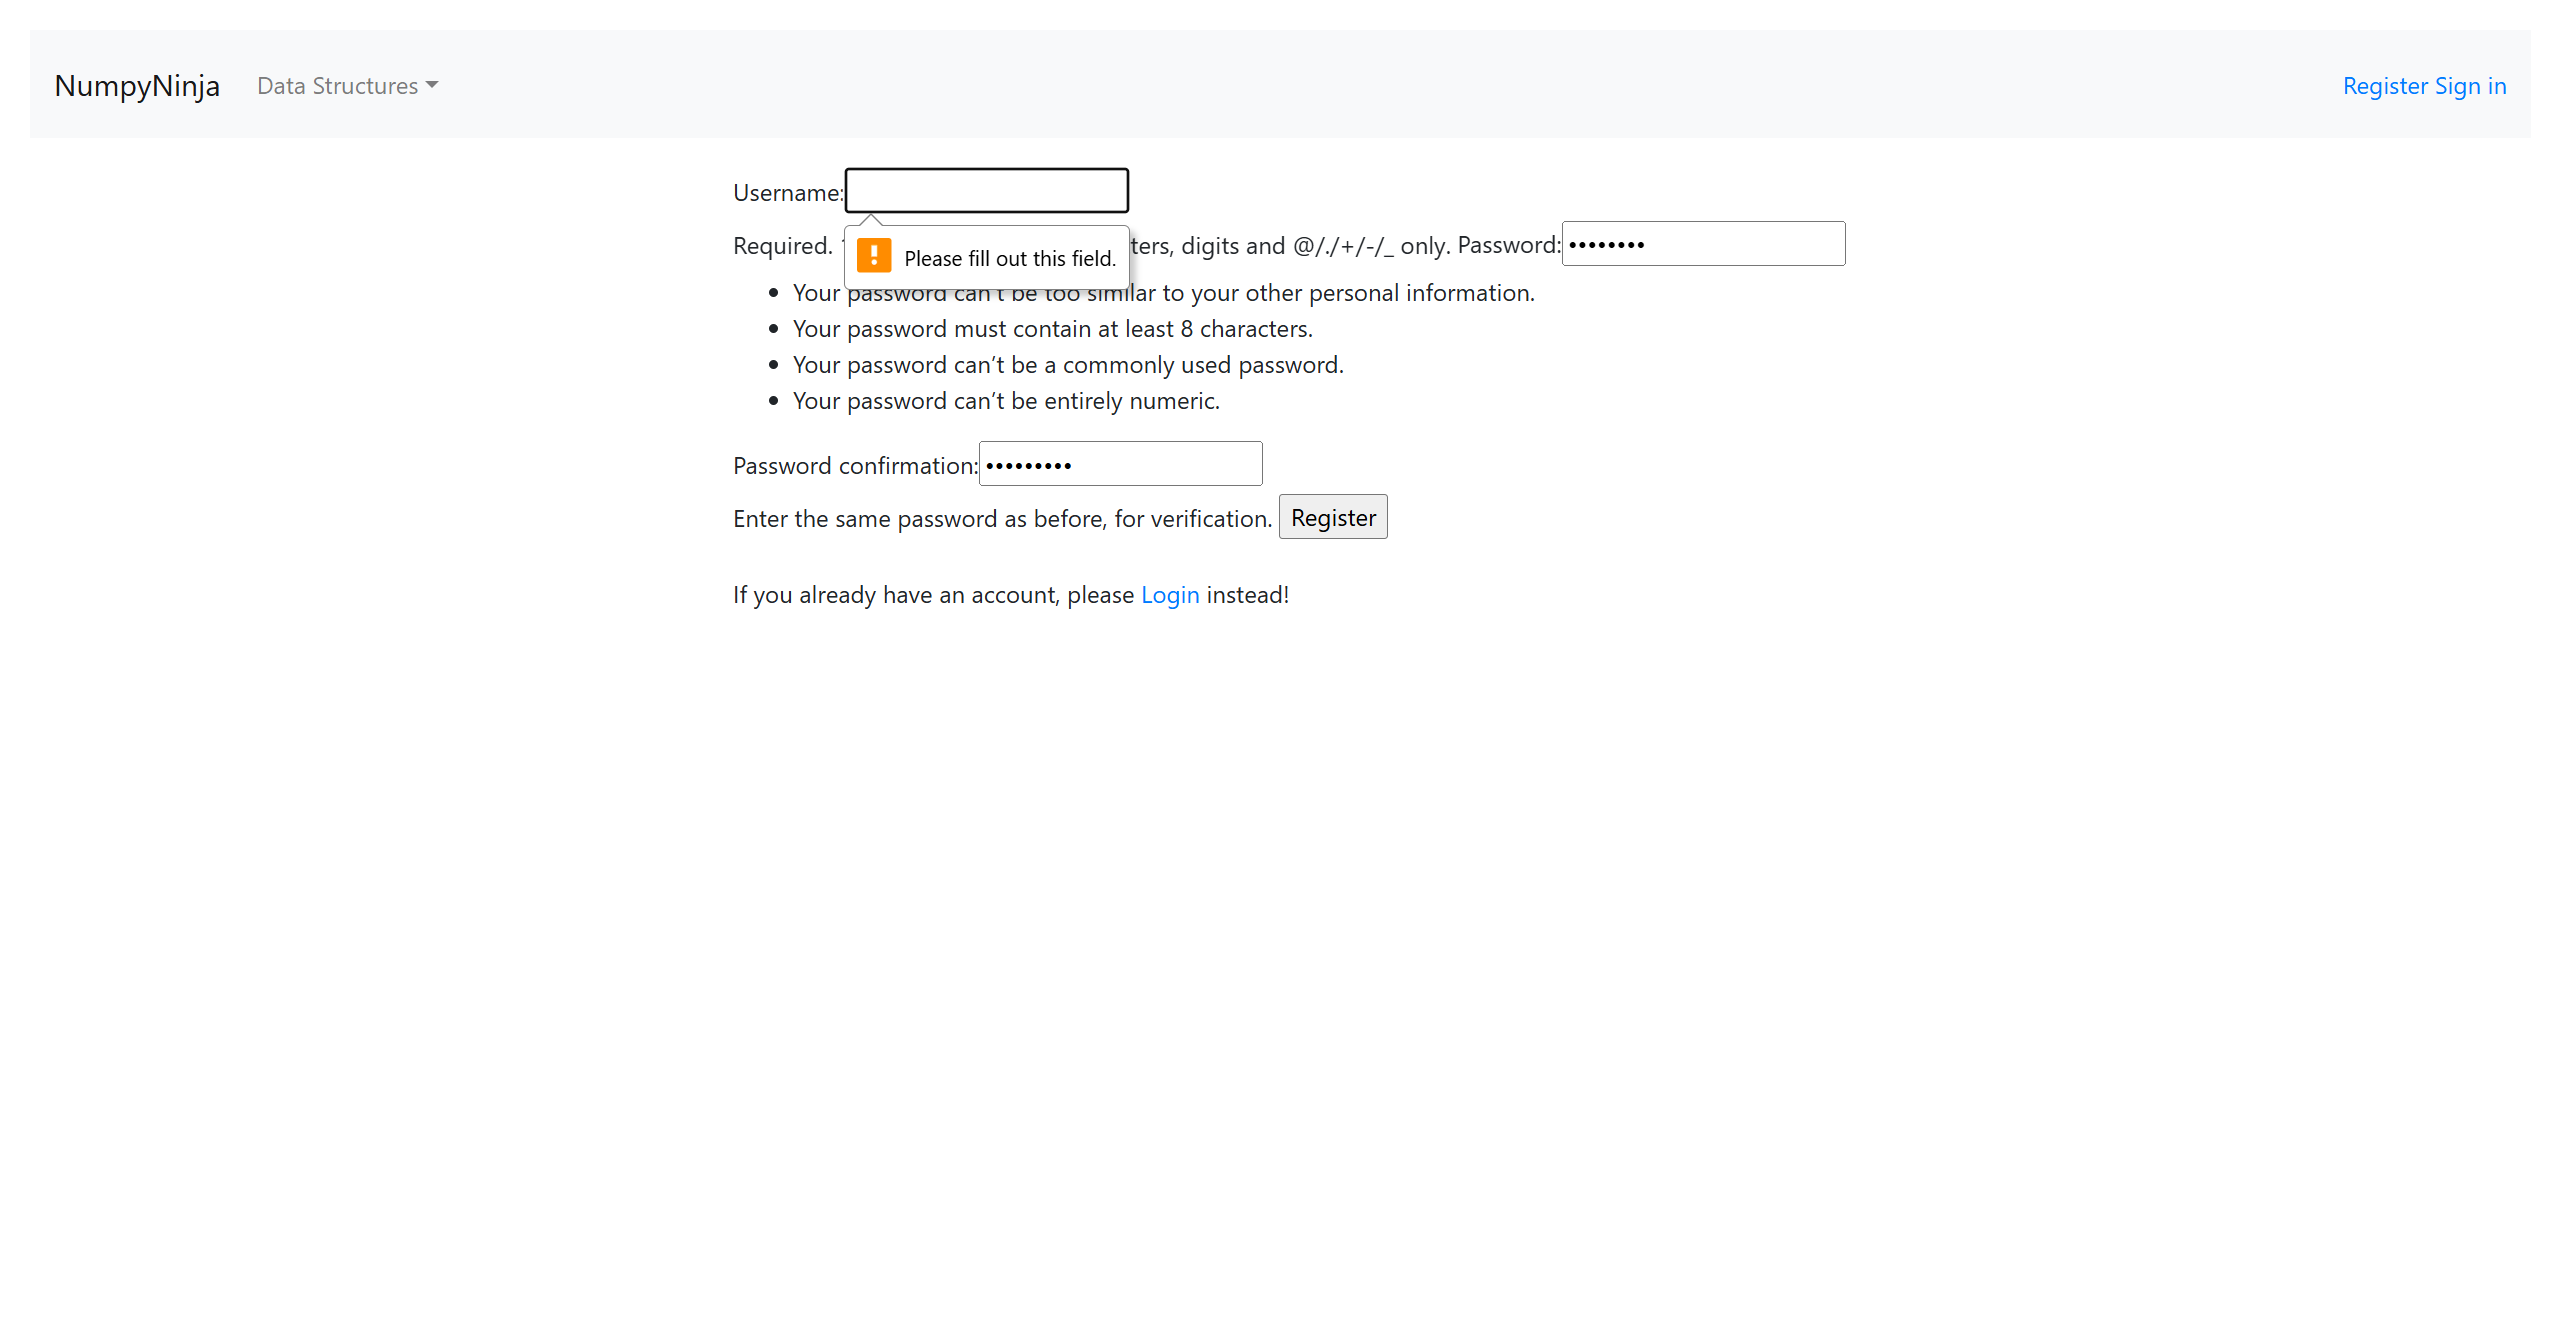 NumpyNinja Data Structures Register Sign in
Username:
Please fill out this field.
Required. ters, digits and @/./+/-/_ only. Password: ••••••••
• Your password can't be too similar to your other personal information.
• Your password must contain at least 8 characters.
• Your password can’t be a commonly used password.
• Your password can’t be entirely numeric.
Password confirmation: •••••••••
Enter the same password as before, for verification. Register
If you already have an account, please Login instead!